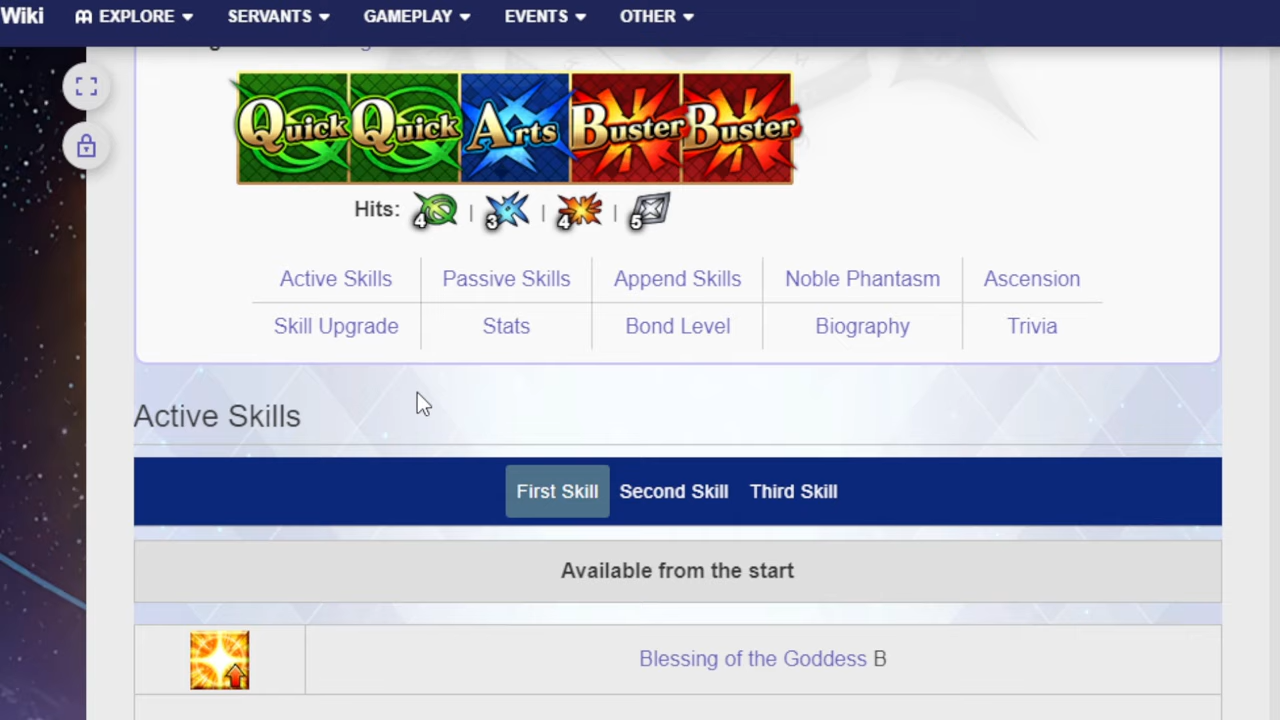 Wiki EXPLORE SERVANTS GAMEPLAY EVENTS OTHER
Quick Quick Arts Buster Buster
Hits: 4 | 3 | 4 | 5
Active Skills Passive Skills Append Skills Noble Phantasm Ascension
Skill Upgrade Stats Bond Level Biography Trivia
Active Skills
First Skill Second Skill Third Skill
Available from the start
Blessing of the Goddess B